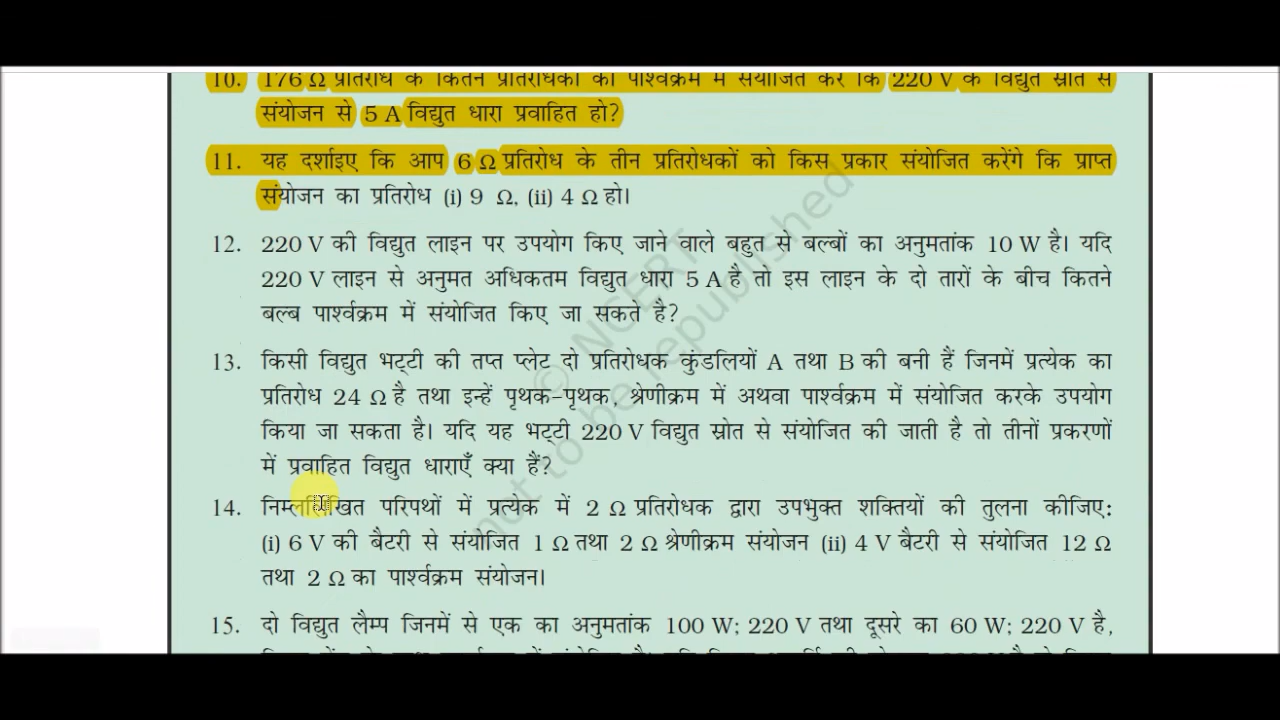 10. 176 Ω प्रतिरोध के कितने प्रतिरोधकों को पार्श्वक्रम में संयोजित करें कि 220 V के विद्युत स्रोत से
संयोजन से 5 A विद्युत धारा प्रवाहित हो?
11. यह दर्शाइए कि आप 6 Ω प्रतिरोध के तीन प्रतिरोधकों को किस प्रकार संयोजित करेंगे कि प्राप्त
संयोजन का प्रतिरोध (i) 9 Ω, (ii) 4 Ω हो।
12. 220 V की विद्युत लाइन पर उपयोग किए जाने वाले बहुत से बल्बों का अनुमतांक 10 W है। यदि
220 V लाइन से अनुमत अधिकतम विद्युत धारा 5 A है तो इस लाइन के दो तारों के बीच कितने
बल्ब पार्श्वक्रम में संयोजित किए जा सकते है?
13. किसी विद्युत भट्टी की तप्त प्लेट दो प्रतिरोधक कुंडलियों A तथा B की बनी हैं जिनमें प्रत्येक का
प्रतिरोध 24 Ω है तथा इन्हें पृथक-पृथक, श्रेणीक्रम में अथवा पार्श्वक्रम में संयोजित करके उपयोग
किया जा सकता है। यदि यह भट्टी 220 V विद्युत स्रोत से संयोजित की जाती है तो तीनों प्रकरणों
में प्रवाहित विद्युत धाराएँ क्या हैं?
14. निम्नलिखित परिपथों में प्रत्येक में 2 Ω प्रतिरोधक द्वारा उपभुक्त शक्तियों की तुलना कीजिए:
(i) 6 V की बैटरी से संयोजित 1 Ω तथा 2 Ω श्रेणीक्रम संयोजन (ii) 4 V बैटरी से संयोजित 12 Ω
तथा 2 Ω का पार्श्वक्रम संयोजन।
15. दो विद्युत लैम्प जिनमें से एक का अनुमतांक 100 W; 220 V तथा दूसरे का 60 W; 220 V है,
© NCERT
not to be republished